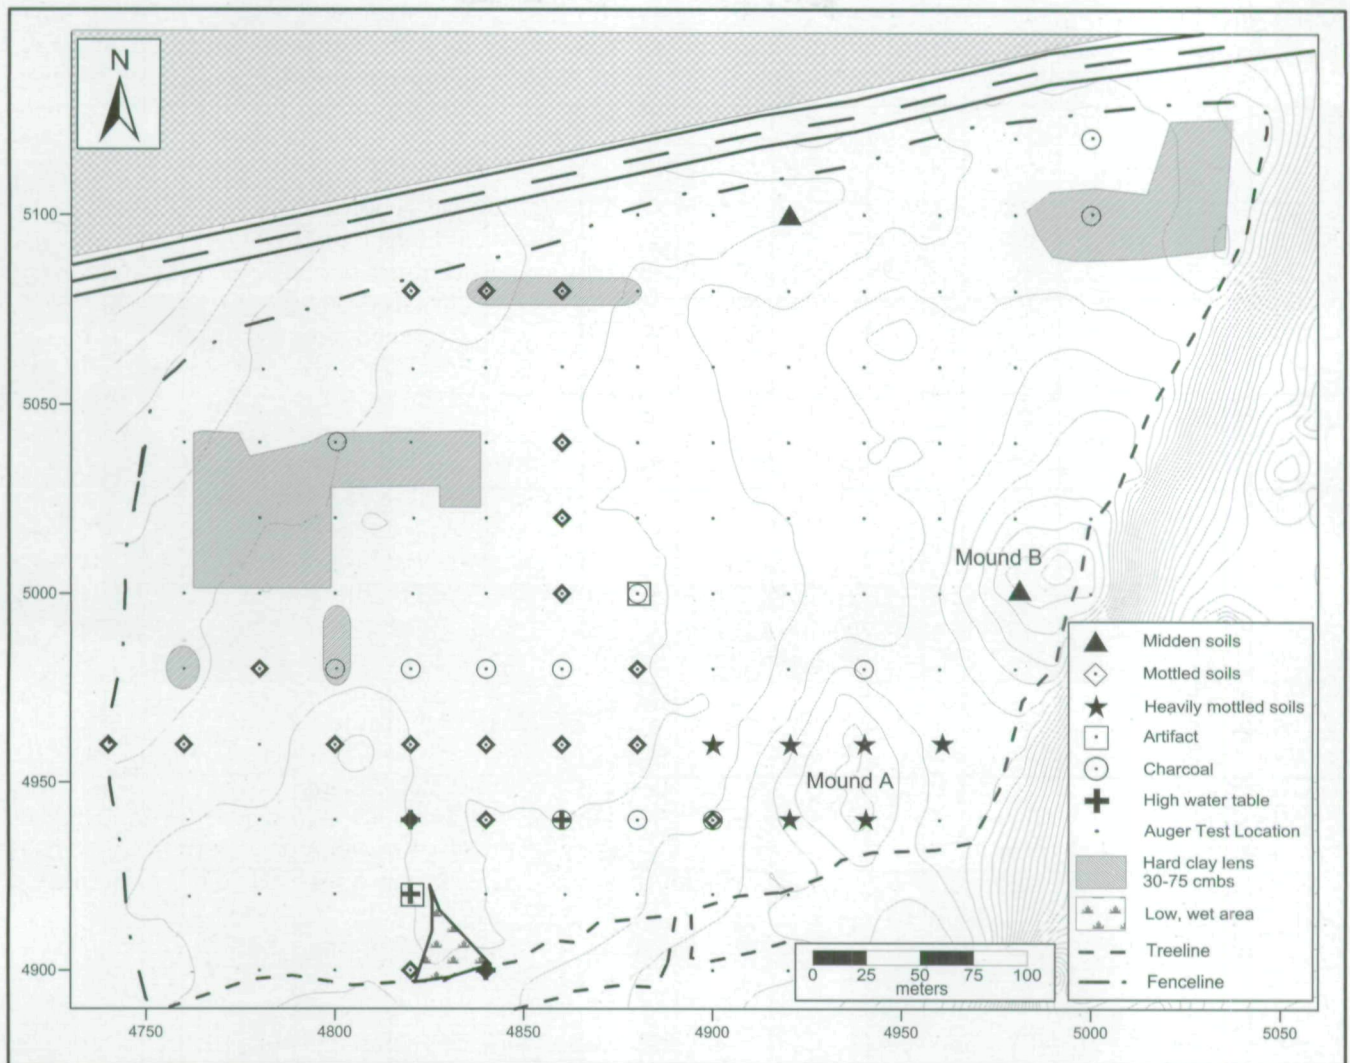 N
5100
5050
5000
4950
4900
Mound B
Mound A
Midden soils
Mottled soils
Heavily mottled soils
Artifact
Charcoal
High water table
Auger Test Location
Hard clay lens
30-75 cmbs
Low, wet area
Treeline
Fenceline
0 25 50 75 100
meters
4750 4800 4850 4900 4950 5000 5050